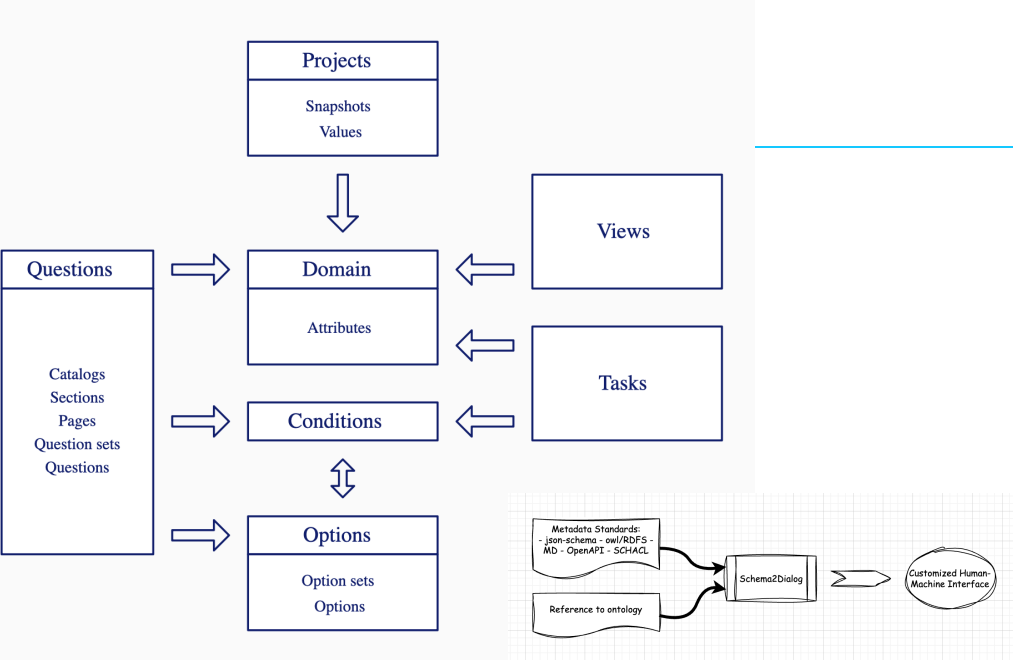 Projects
Snapshots
Values
Views
Questions
Domain
Attributes
Tasks
Catalogs
Sections
Pages
Question sets
Questions
Conditions
Options
Option sets
Options
Metadata Standards:
- json-schema - owl/RDFS -
MD - OpenAPI - SCHACL
Reference to ontology
Schema2Dialog
Customized Human-
Machine Interface